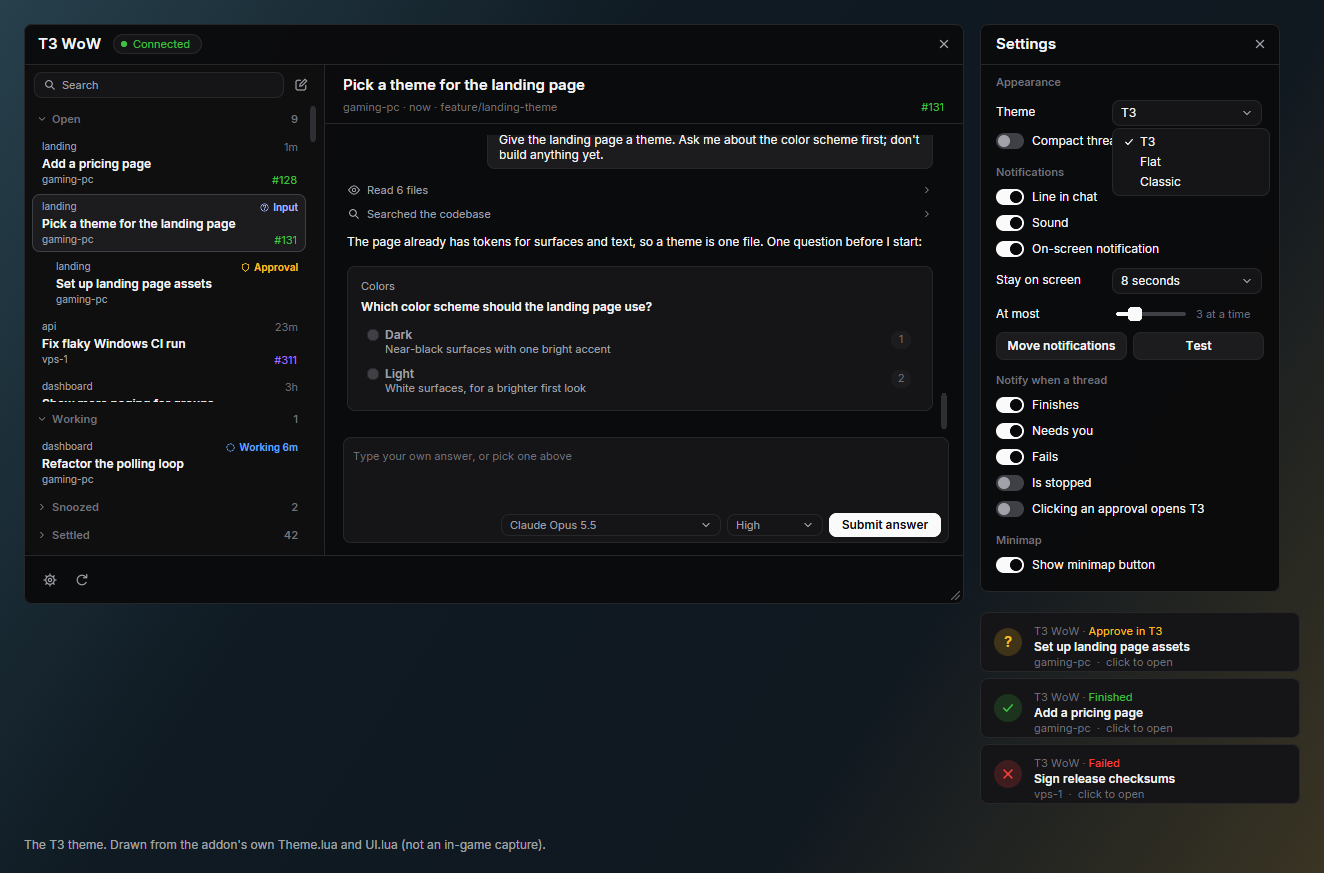 T3 WoW
Connected
Search
Open 9
landing 1m
Add a pricing page
gaming-pc #128
landing Input
Pick a theme for the landing page
gaming-pc #131
landing Approval
Set up landing page assets
gaming-pc
api 23m
Fix flaky Windows CI run
vps-1 #311
dashboard 3h
Working 1
dashboard Working 6m
Refactor the polling loop
gaming-pc
Snoozed 2
Settled 42
Pick a theme for the landing page
gaming-pc · now · feature/landing-theme #131
Give the landing page a theme. Ask me about the color scheme first; don't
build anything yet.
Read 6 files
Searched the codebase
The page already has tokens for surfaces and text, so a theme is one file. One question before I start:
Colors
Which color scheme should the landing page use?
Dark
Near-black surfaces with one bright accent 1
Light
White surfaces, for a brighter first look 2
Type your own answer, or pick one above
Claude Opus 5.5 High Submit answer
Settings
Appearance
Theme T3
Compact threa
T3
Flat
Classic
Notifications
Line in chat
Sound
On-screen notification
Stay on screen 8 seconds
At most 3 at a time
Move notifications Test
Notify when a thread
Finishes
Needs you
Fails
Is stopped
Clicking an approval opens T3
Minimap
Show minimap button
? T3 WoW · Approve in T3
Set up landing page assets
gaming-pc · click to open
T3 WoW · Finished
Add a pricing page
gaming-pc · click to open
T3 WoW · Failed
Sign release checksums
vps-1 · click to open
The T3 theme. Drawn from the addon's own Theme.lua and UI.lua (not an in-game capture).